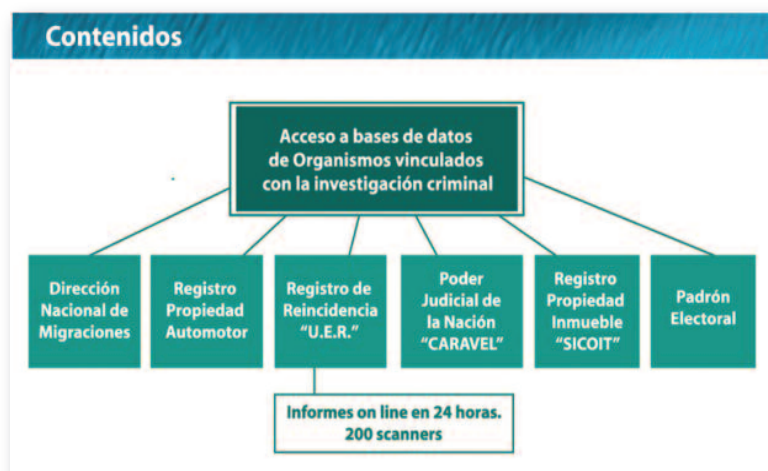 Contenidos
Acceso a bases de datos
de Organismos vinculados
con la investigación criminal
Dirección
Nacional de
Migraciones
Registro
Propiedad
Automotor
Registro de
Reincidencia
“U.E.R.”
Poder
Judicial de
la Nación
“CARAVEL”
Registro
Propiedad
Inmueble
“SICOIT”
Padrón
Electoral
Informes on line en 24 horas.
200 scanners